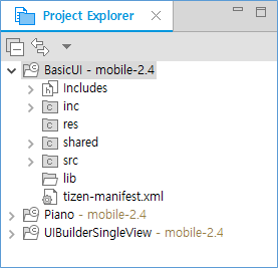 Project Explorer
BasicUI - mobile-2.4
Includes
inc
res
shared
src
lib
tizen-manifest.xml
Piano - mobile-2.4
UIBuilderSingleView - mobile-2.4